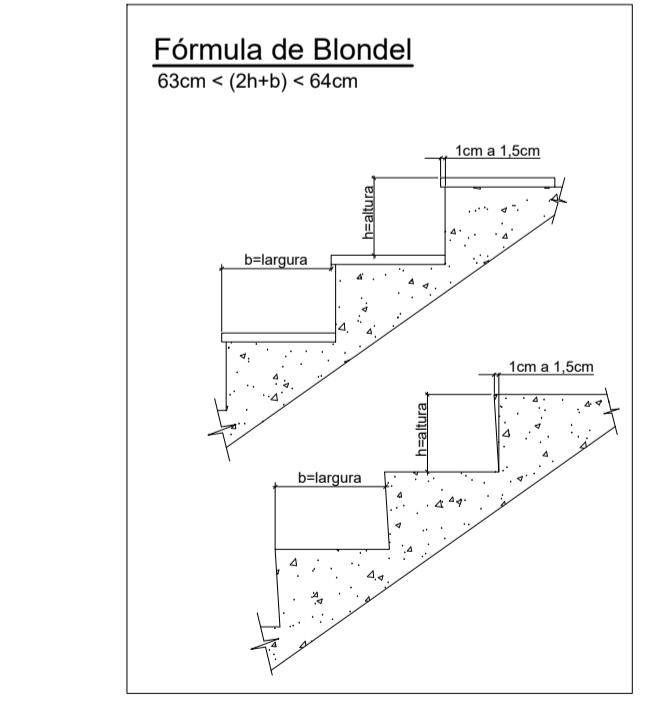 Fórmula de Blondel
63cm < (2h+b) < 64cm
1cm a 1,5cm
h=altura
b=largura
1cm a 1,5cm
h=altura
b=largura